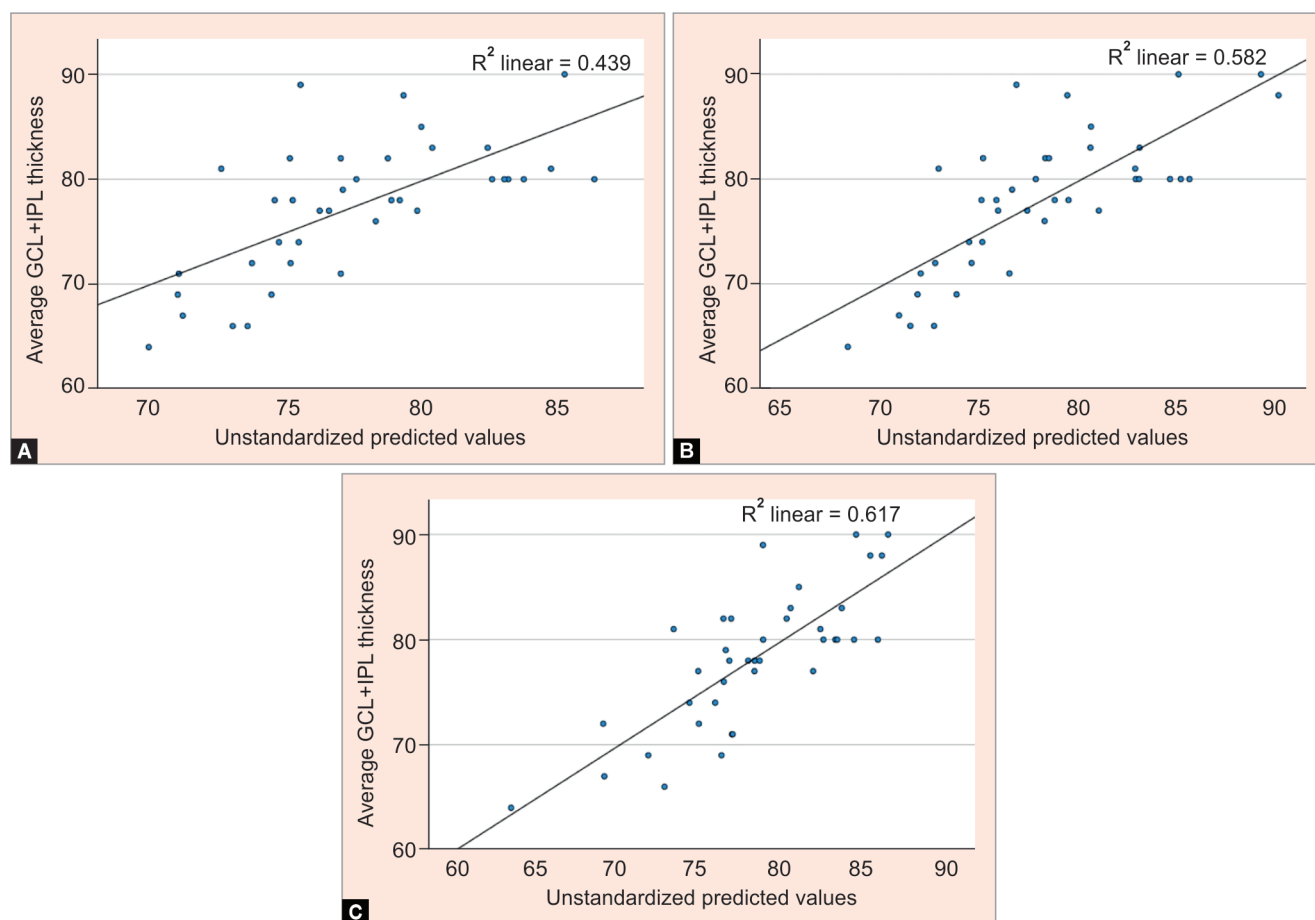 R² linear = 0.439
Average GCL+IPL thickness
90
80
70
60
70 75 80 85
Unstandardized predicted values
A
R² linear = 0.582
Average GCL+IPL thickness
90
80
70
60
65 70 75 80 85 90
Unstandardized predicted values
B
R² linear = 0.617
Average GCL+IPL thickness
90
80
70
60
60 65 70 75 80 85 90
Unstandardized predicted values
C